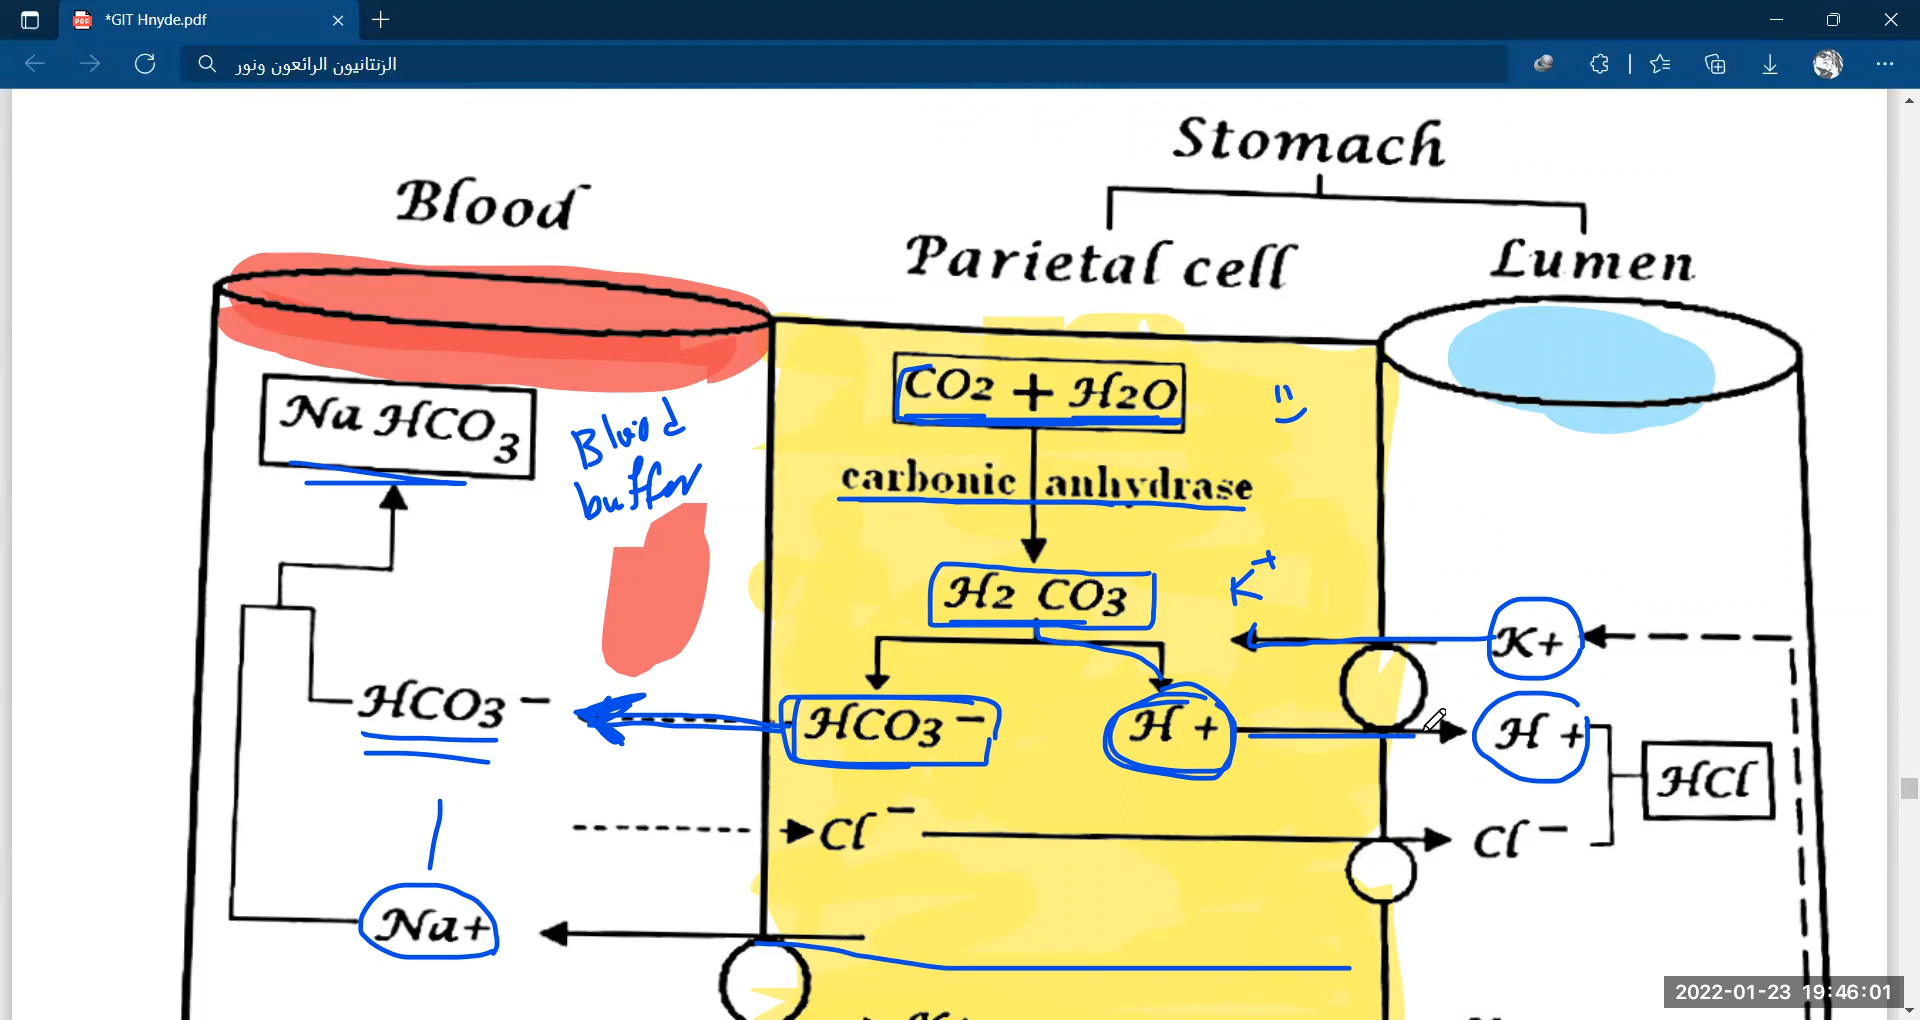 *GIT Hnyde.pdf
الزنتانيون الرائعون ونور
Stomach
Blood
Parietal cell
Lumen
CO2 + H2O
Na HCO3
Blood
buffer
carbonic anhydrase
H2 CO3
K+
K+
HCO3 -
HCO3 -
H +
H +
HCl
Cl -
Cl -
Na+
2022-01-23 19:46:01